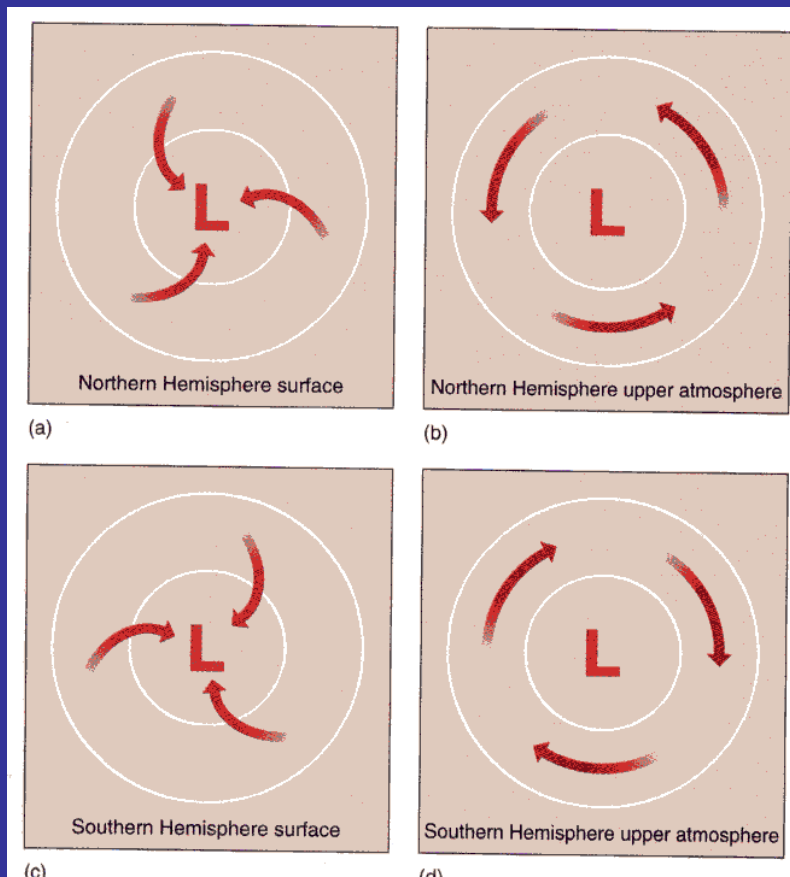 L
Northern Hemisphere surface
(a)
L
Northern Hemisphere upper atmosphere
(b)
L
Southern Hemisphere surface
(c)
L
Southern Hemisphere upper atmosphere
(d)